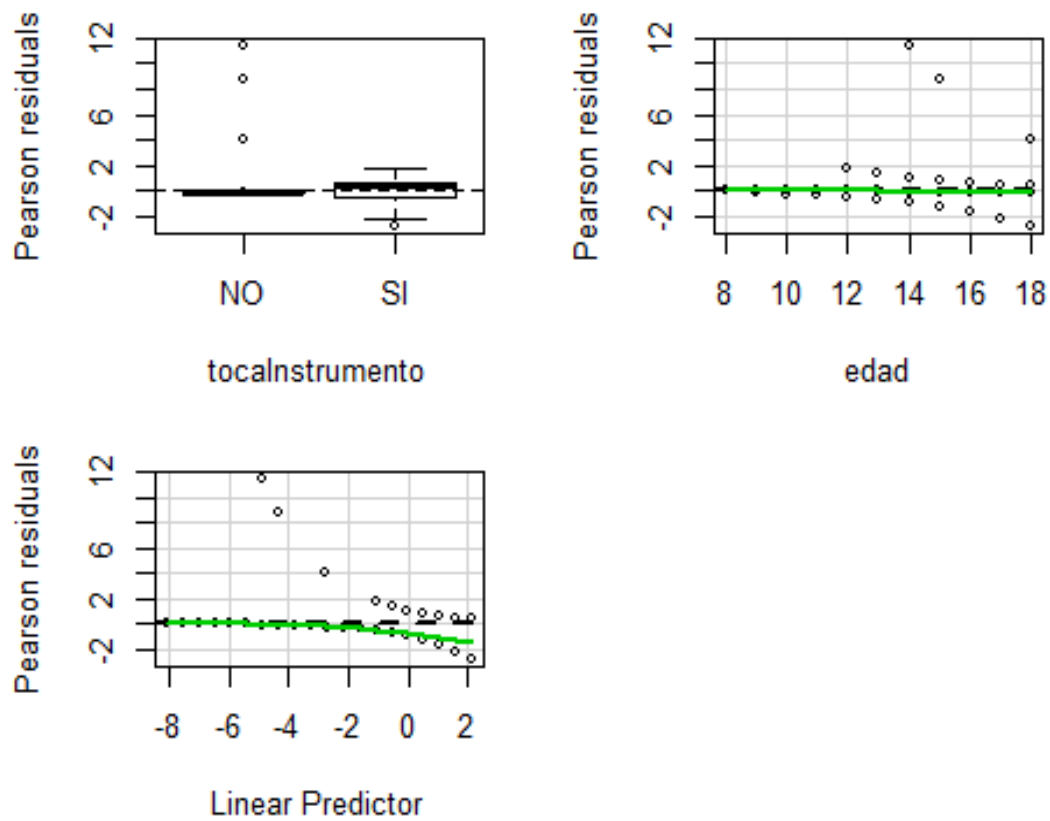 Pearson residuals
12
6
2
-2
NO SI
tocaInstrumento
Pearson residuals
12
6
2
-2
8 10 12 14 16 18
edad
Pearson residuals
12
6
2
-2
-8 -6 -4 -2 0 2
Linear Predictor